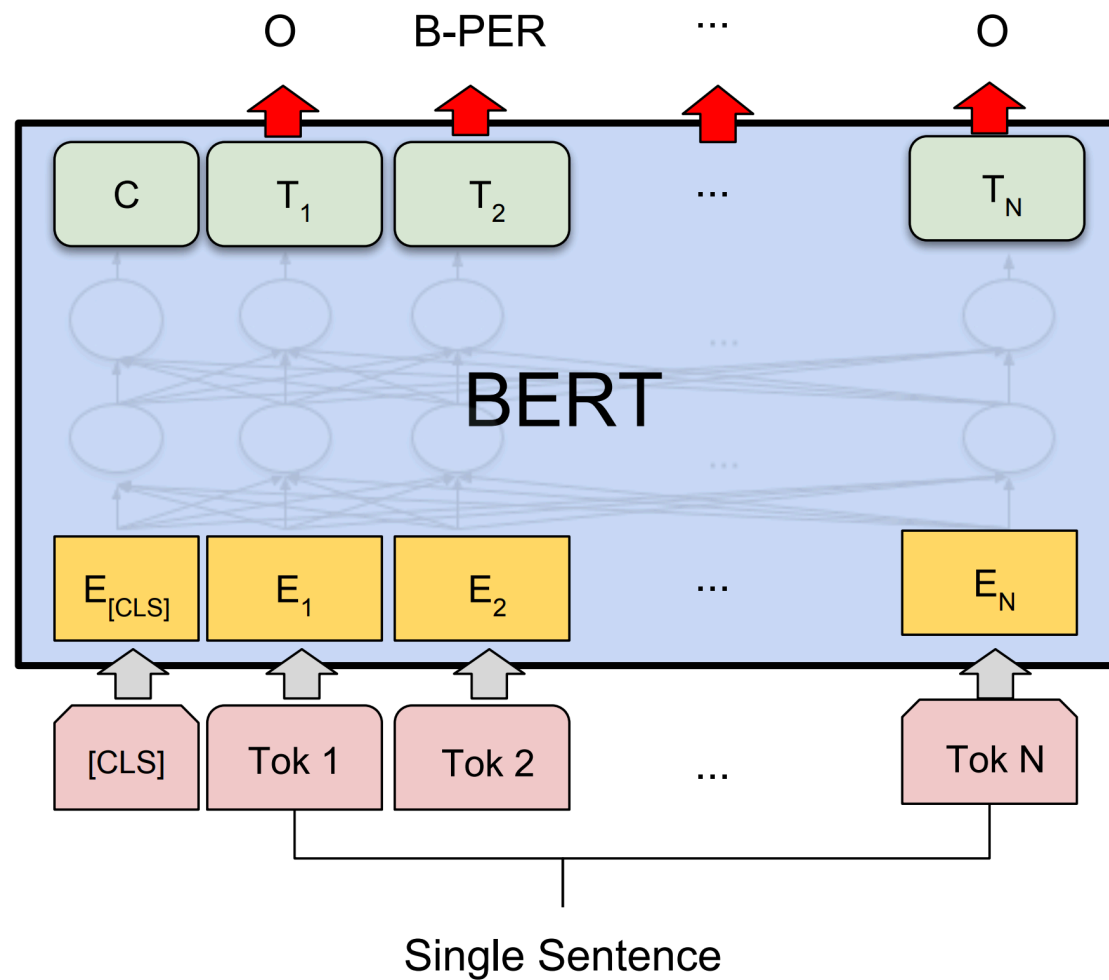 O B-PER ... O
C T1 T2 ... TN
...
BERT
...
E[CLS] E1 E2 ... EN
[CLS] Tok 1 Tok 2 ... Tok N
Single Sentence